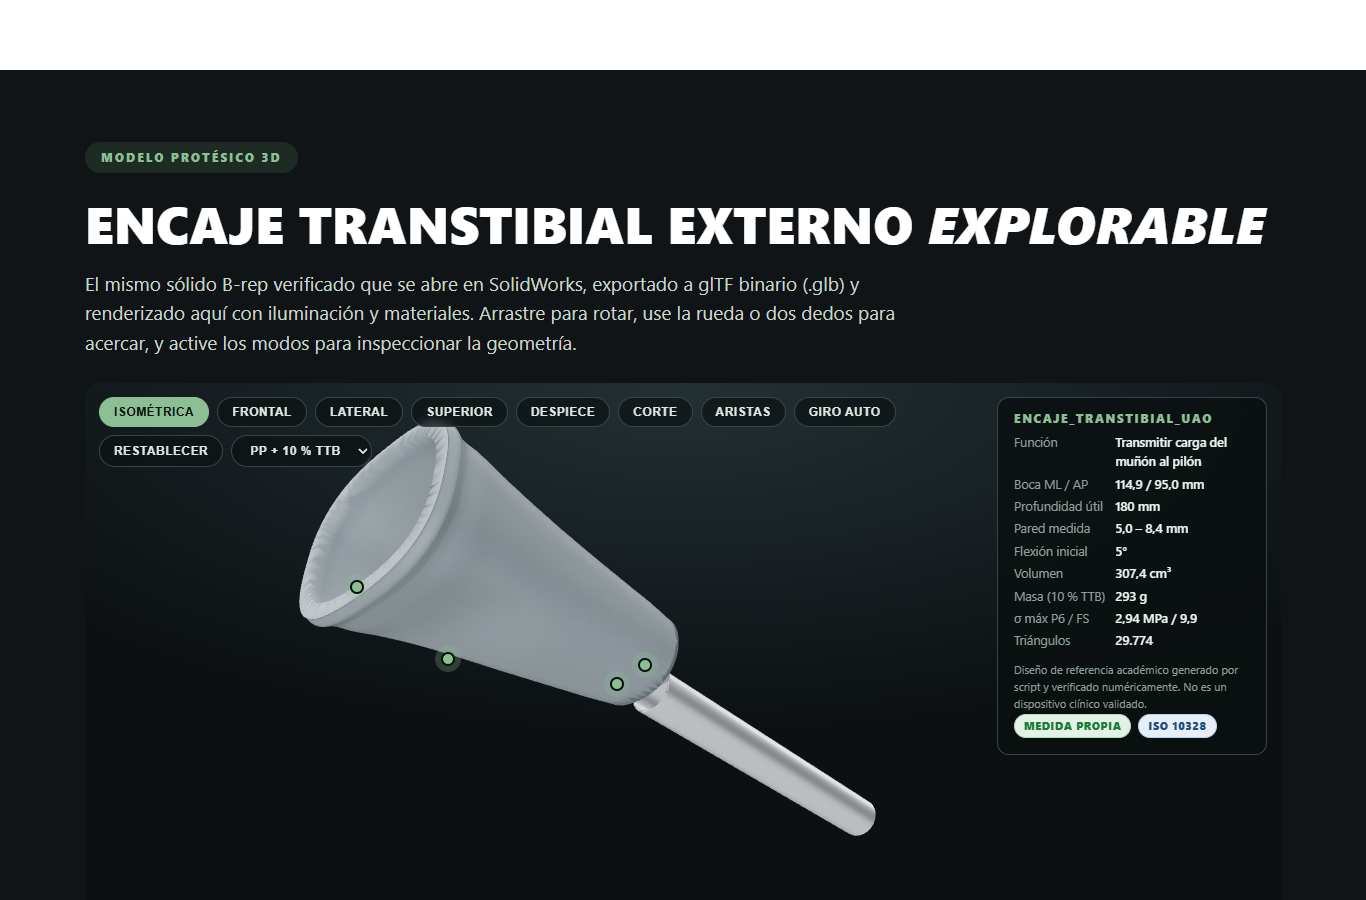 MODELO PROTÉSICO 3D
ENCAJE TRANSTIBIAL EXTERNO EXPLORABLE
El mismo sólido B-rep verificado que se abre en SolidWorks, exportado a glTF binario (.glb) y
renderizado aquí con iluminación y materiales. Arrastre para rotar, use la rueda o dos dedos para
acercar, y active los modos para inspeccionar la geometría.
ISOMÉTRICA FRONTAL LATERAL SUPERIOR DESPIECE CORTE ARISTAS GIRO AUTO
RESTABLECER PP + 10 % TTB
ENCAJE_TRANSTIBIAL_UAO
Función Transmitir carga del
muñón al pilón
Boca ML / AP 114,9 / 95,0 mm
Profundidad útil 180 mm
Pared medida 5,0 – 8,4 mm
Flexión inicial 5°
Volumen 307,4 cm³
Masa (10 % TTB) 293 g
σ máx P6 / FS 2,94 MPa / 9,9
Triángulos 29.774
Diseño de referencia académico generado por
script y verificado numéricamente. No es un
dispositivo clínico validado.
MEDIDA PROPIA ISO 10328